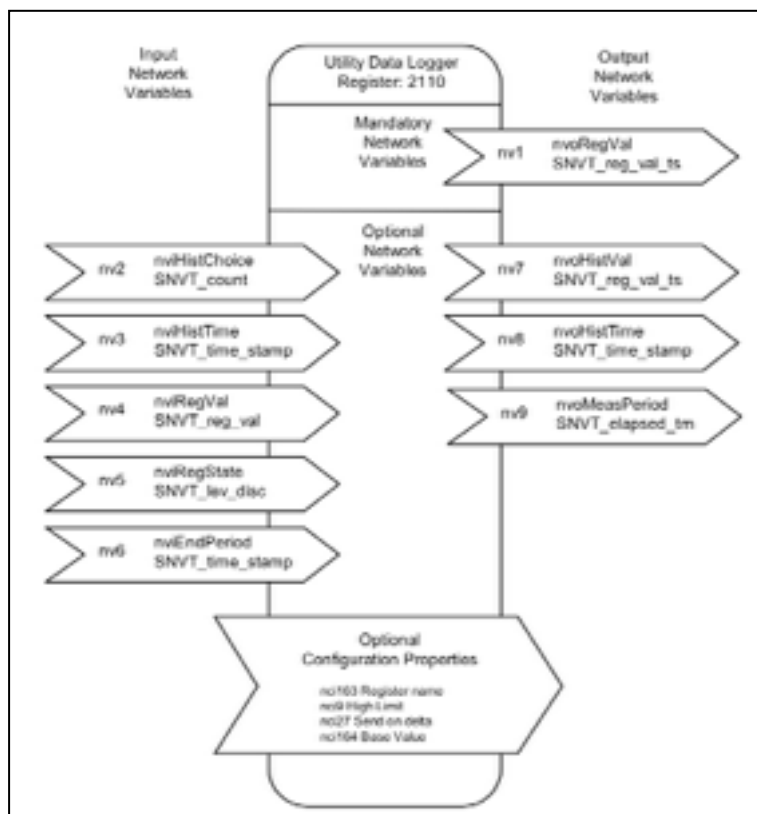 Input
Network
Variables
Utility Data Logger
Register: 2110
Output
Network
Variables
Mandatory
Network
Variables
nv1 nvoRegVal
SNVT_reg_val_ts
Optional
Network
Variables
nv2 nviHistChoice
SNVT_count
nv3 nviHistTime
SNVT_time_stamp
nv4 nviRegVal
SNVT_reg_val
nv5 nviRegState
SNVT_lev_disc
nv6 nviEndPeriod
SNVT_time_stamp
nv7 nvoHistVal
SNVT_reg_val_ts
nv8 nvoHistTime
SNVT_time_stamp
nv9 nvoMeasPeriod
SNVT_elapsed_tm
Optional
Configuration Properties
nci163 Register name
nci9 High Limit
nci27 Send on delta
nci164 Base Value